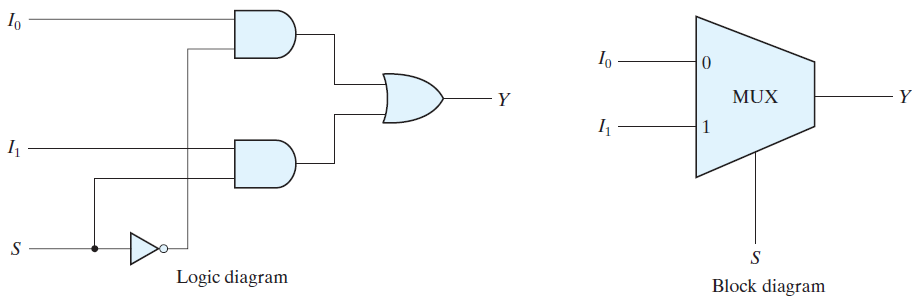 I0
Y
I1
S
Logic diagram
I0
0
MUX
Y
I1
1
S
Block diagram